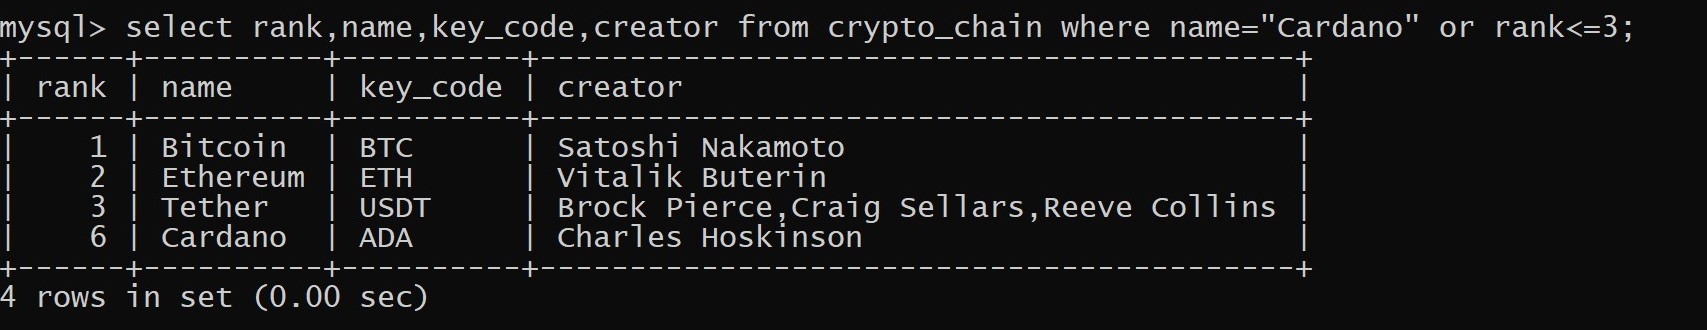 mysql> select rank,name,key_code,creator from crypto_chain where name="Cardano" or rank<=3;
+------+----------+----------+------------------------------------------+
| rank | name     | key_code | creator                                  |
+------+----------+----------+------------------------------------------+
|    1 | Bitcoin  | BTC      | Satoshi Nakamoto                         |
|    2 | Ethereum | ETH      | Vitalik Buterin                          |
|    3 | Tether   | USDT     | Brock Pierce,Craig Sellars,Reeve Collins |
|    6 | Cardano  | ADA      | Charles Hoskinson                        |
+------+----------+----------+------------------------------------------+
4 rows in set (0.00 sec)